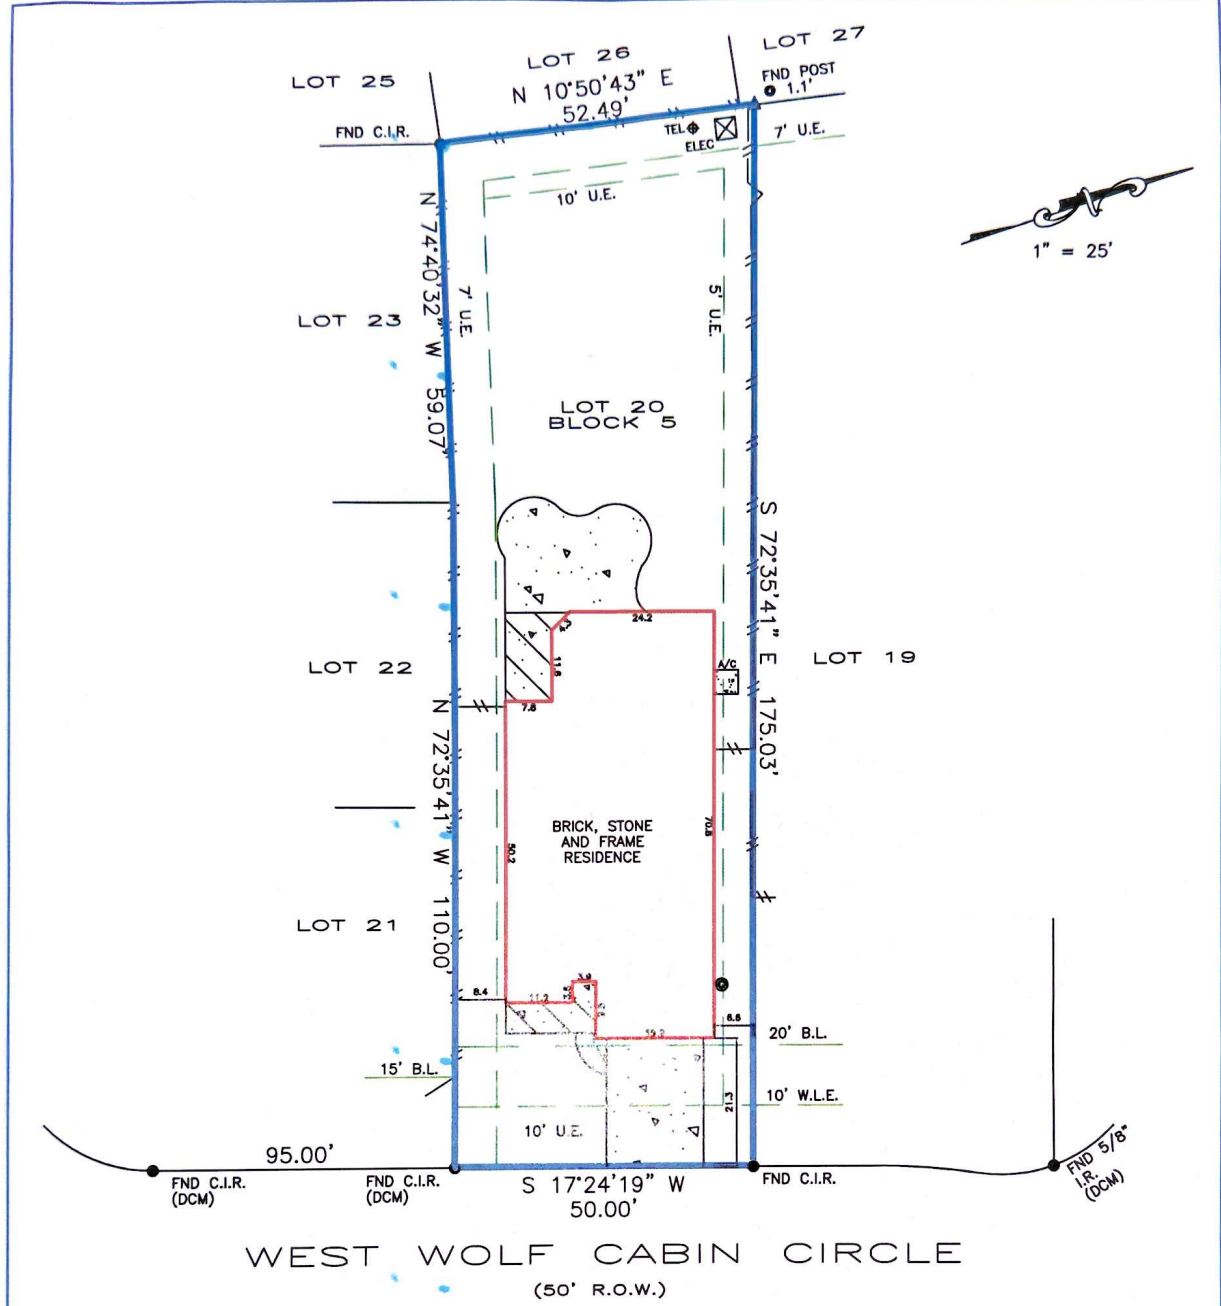 LOT 25
LOT 26
LOT 27
N 10°50'43" E
52.49'
FND POST
1.1'
FND C.I.R.
TEL
ELEC
7' U.E.
10' U.E.
N 74°40'32" W 59.07'
7' U.E.
5' U.E.
1" = 25'
LOT 23
LOT 20
BLOCK 5
S 72°35'41" E 175.03'
24.2
11.6
7.8
A/C
LOT 22
LOT 19
N 72°35'41" W 110.00'
BRICK, STONE
AND FRAME
RESIDENCE
50.2
70.8
LOT 21
3.9
11.2
3.5
8.4
6.6
19.2
20' B.L.
15' B.L.
21.3
10' W.L.E.
10' U.E.
95.00'
FND C.I.R.
(DCM)
FND C.I.R.
(DCM)
S 17°24'19" W
50.00'
FND C.I.R.
FND 5/8"
I.R.
(DCM)
WEST WOLF CABIN CIRCLE
(50' R.O.W.)